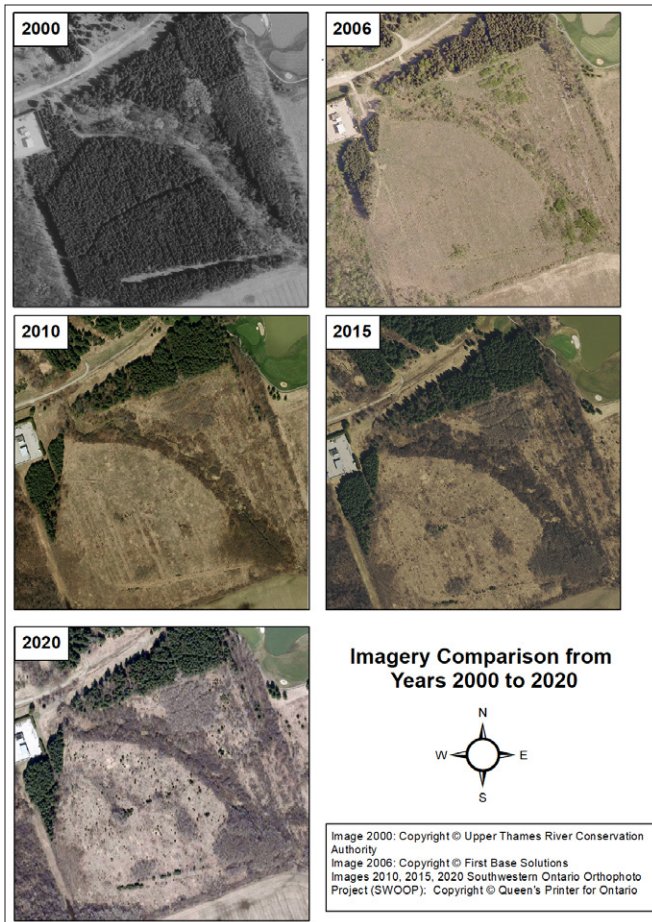 2000
2006
2010
2015
2020
Imagery Comparison from
Years 2000 to 2020
N
W E
S
Image 2000: Copyright © Upper Thames River Conservation
Authority
Image 2006: Copyright © First Base Solutions
Images 2010, 2015, 2020 Southwestern Ontario Orthophoto
Project (SWOOP): Copyright © Queen's Printer for Ontario